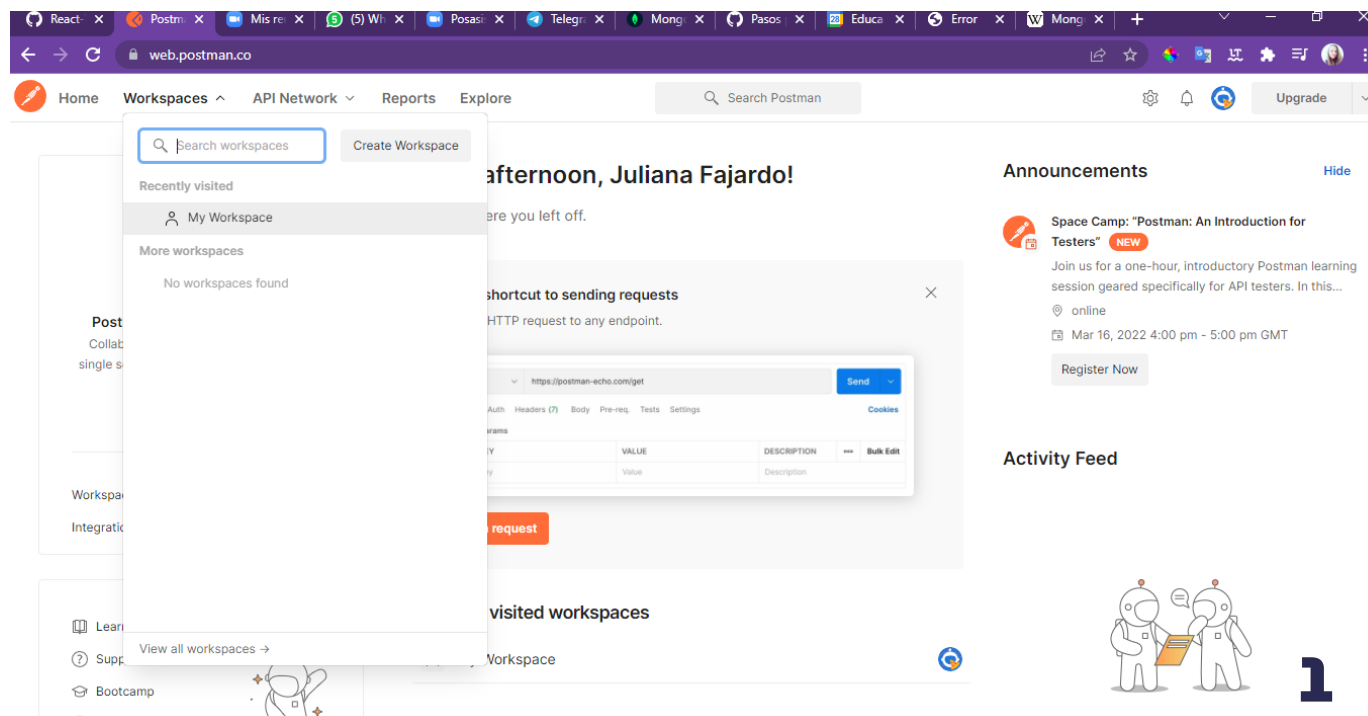 React-
Postm
Mis re
(5) Wh
Posasi
Telegra
Mong
Pasos
28
Educa
Error
W
Mong
web.postman.co
Home
Workspaces
API Network
Reports
Explore
Search Postman
Upgrade
Search workspaces
Create Workspace
Recently visited
My Workspace
More workspaces
No workspaces found
View all workspaces →
afternoon, Juliana Fajardo!
ere you left off.
shortcut to sending requests
HTTP request to any endpoint.
https://postman-echo.com/get
Send
Auth Headers (7) Body Pre-req. Tests Settings
Cookies
arams
VALUE
DESCRIPTION
Bulk Edit
Value
Description
request
visited workspaces
Workspace
Post
Collab
single s
Workspa
Integratio
Lear
Supp
Bootcamp
Announcements
Hide
Space Camp: "Postman: An Introduction for
Testers" NEW
Join us for a one-hour, introductory Postman learning
session geared specifically for API testers. In this...
online
Mar 16, 2022 4:00 pm - 5:00 pm GMT
Register Now
Activity Feed
1